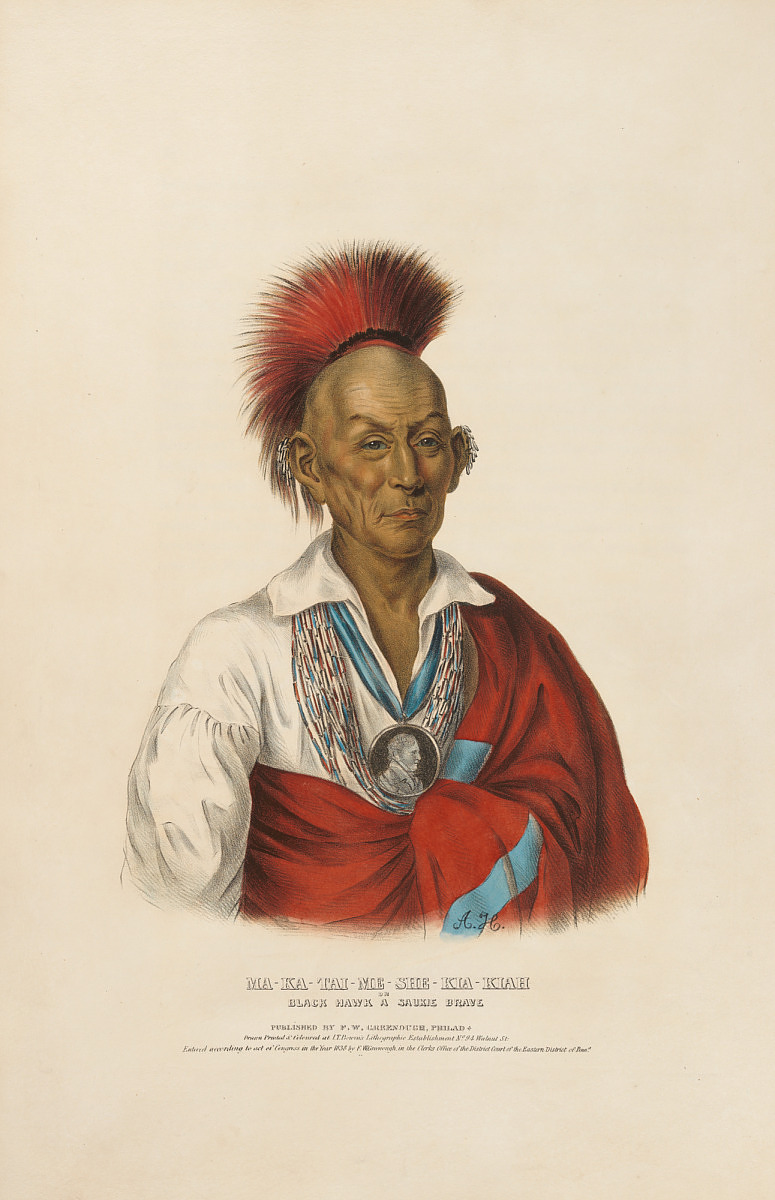 A.H.
MA-KA-TAI-ME-SHE-KIA-KIAH
OR
BLACK HAWK A SAUKIE BRAVE
PUBLISHED BY F. W. GREENOUGH, PHILADᴬ
Drawn Printed & Coloured at I.T. Bowen's Lithographic Establishment Nº. 94 Walnut St.
Entered according to act of Congress in the Year 1838 by F.W. Greenough, in the Clerks Office of the District Court of the Eastern District of Pennᵃ.